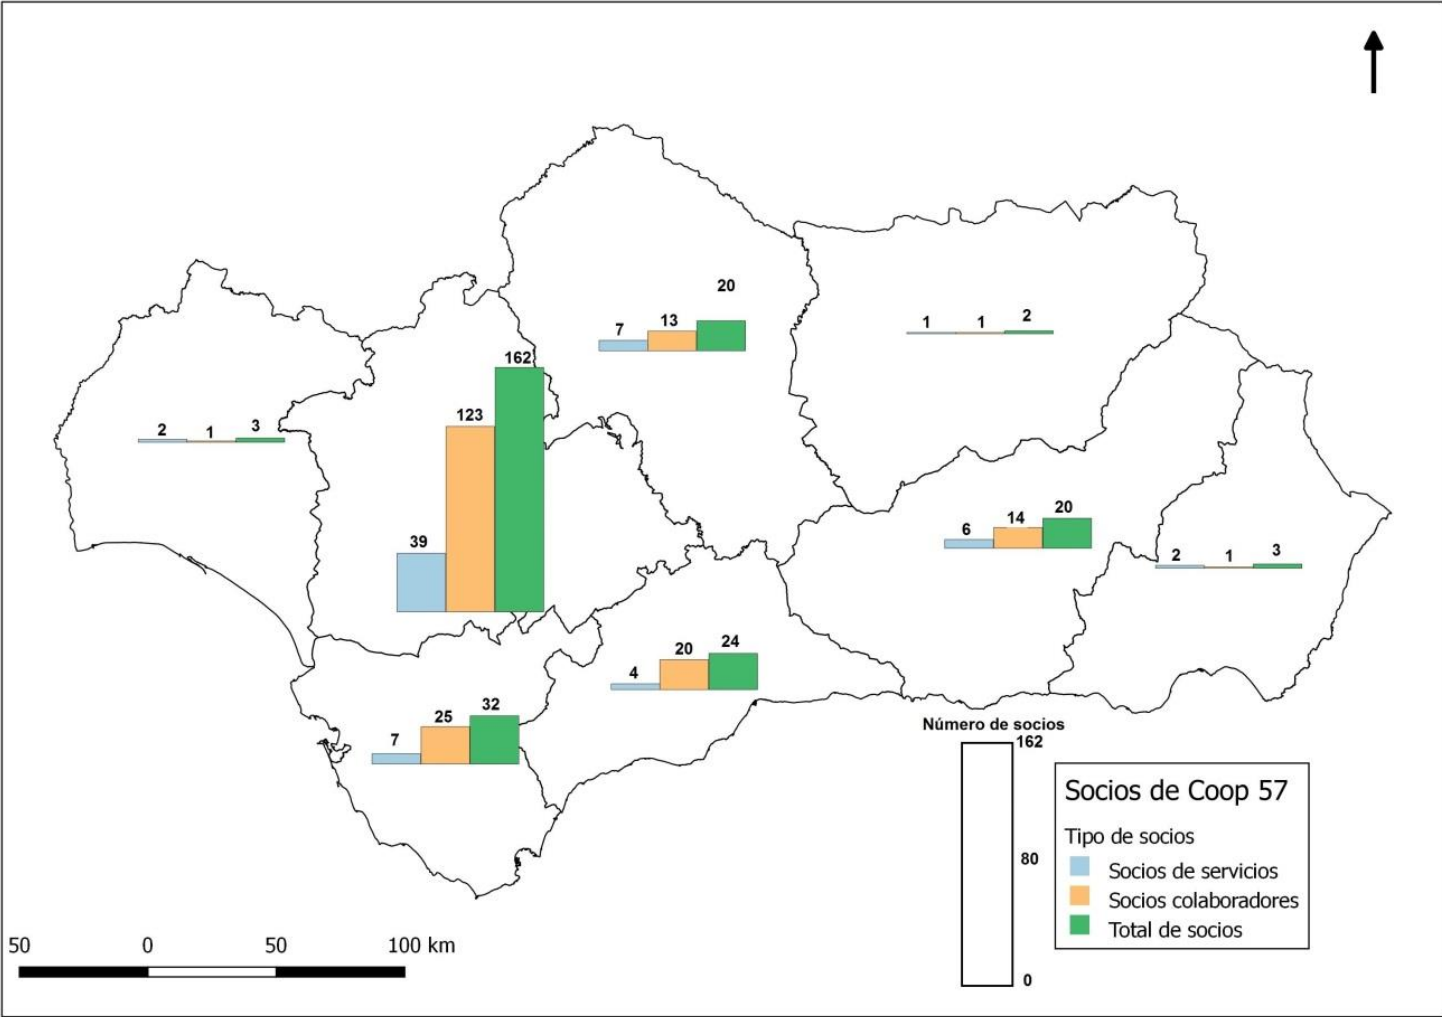 20
7 13
1 1 2
162
123
39
2 1 3
6 14 20
2 1 3
4 20 24
7 25 32
Número de socios
162
80
0
Socios de Coop 57
Tipo de socios
Socios de servicios
Socios colaboradores
Total de socios
50 0 50 100 km